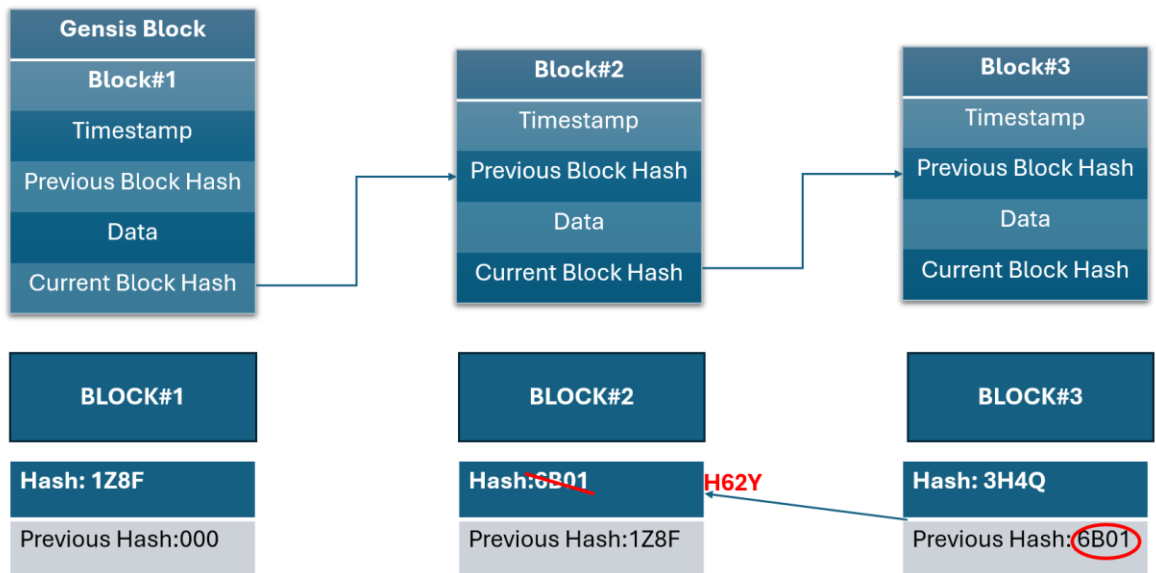 Gensis Block
Block#1
Timestamp
Previous Block Hash
Data
Current Block Hash
Block#2
Timestamp
Previous Block Hash
Data
Current Block Hash
Block#3
Timestamp
Previous Block Hash
Data
Current Block Hash
BLOCK#1
Hash: 1Z8F
Previous Hash:000
BLOCK#2
Hash:6B01
H62Y
Previous Hash:1Z8F
BLOCK#3
Hash: 3H4Q
Previous Hash: 6B01